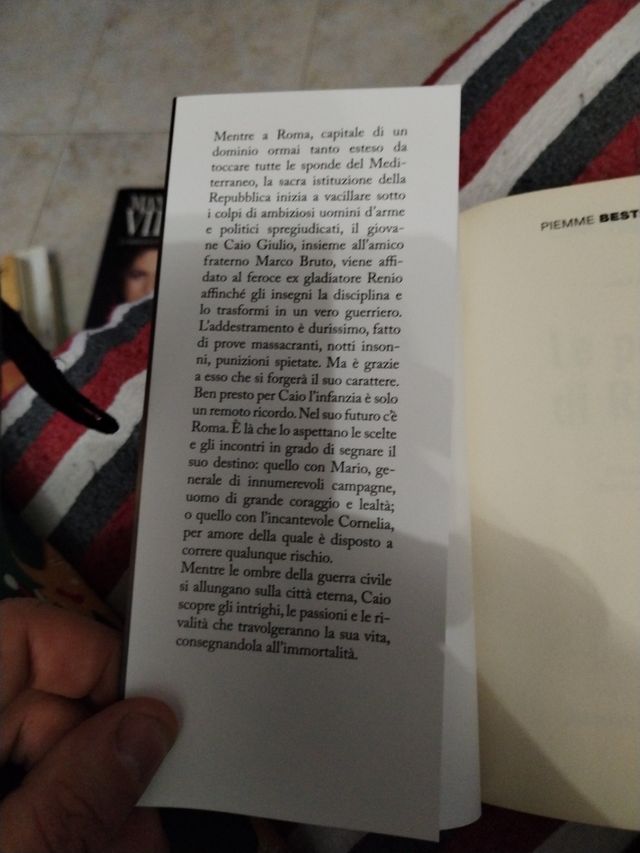 Mentre a Roma, capitale di un
dominio ormai tanto esteso da
toccare tutte le sponde del Medi-
terraneo, la sacra istituzione della
Repubblica inizia a vacillare sotto
i colpi di ambiziosi uomini d'arme
e politici spregiudicati, il giova-
ne Caio Giulio, insieme all'amico
fraterno Marco Bruto, viene affi-
dato al feroce ex gladiatore Renio
affinché gli insegni la disciplina e
lo trasformi in un vero guerriero.
L'addestramento è durissimo, fatto
di prove massacranti, notti inson-
ni, punizioni spietate. Ma è grazie
a esso che si forgerà il suo carattere.
Ben presto per Caio l'infanzia è solo
un remoto ricordo. Nel suo futuro c'è
Roma. È là che lo aspettano le scelte
e gli incontri in grado di segnare il
suo destino: quello con Mario, ge-
nerale di innumerevoli campagne,
uomo di grande coraggio e lealtà;
o quello con l'incantevole Cornelia,
per amore della quale è disposto a
correre qualunque rischio.
Mentre le ombre della guerra civile
si allungano sulla città eterna, Caio
scopre gli intrighi, le passioni e le ri-
valità che travolgeranno la sua vita,
consegnandola all'immortalità.
PIEMME BEST